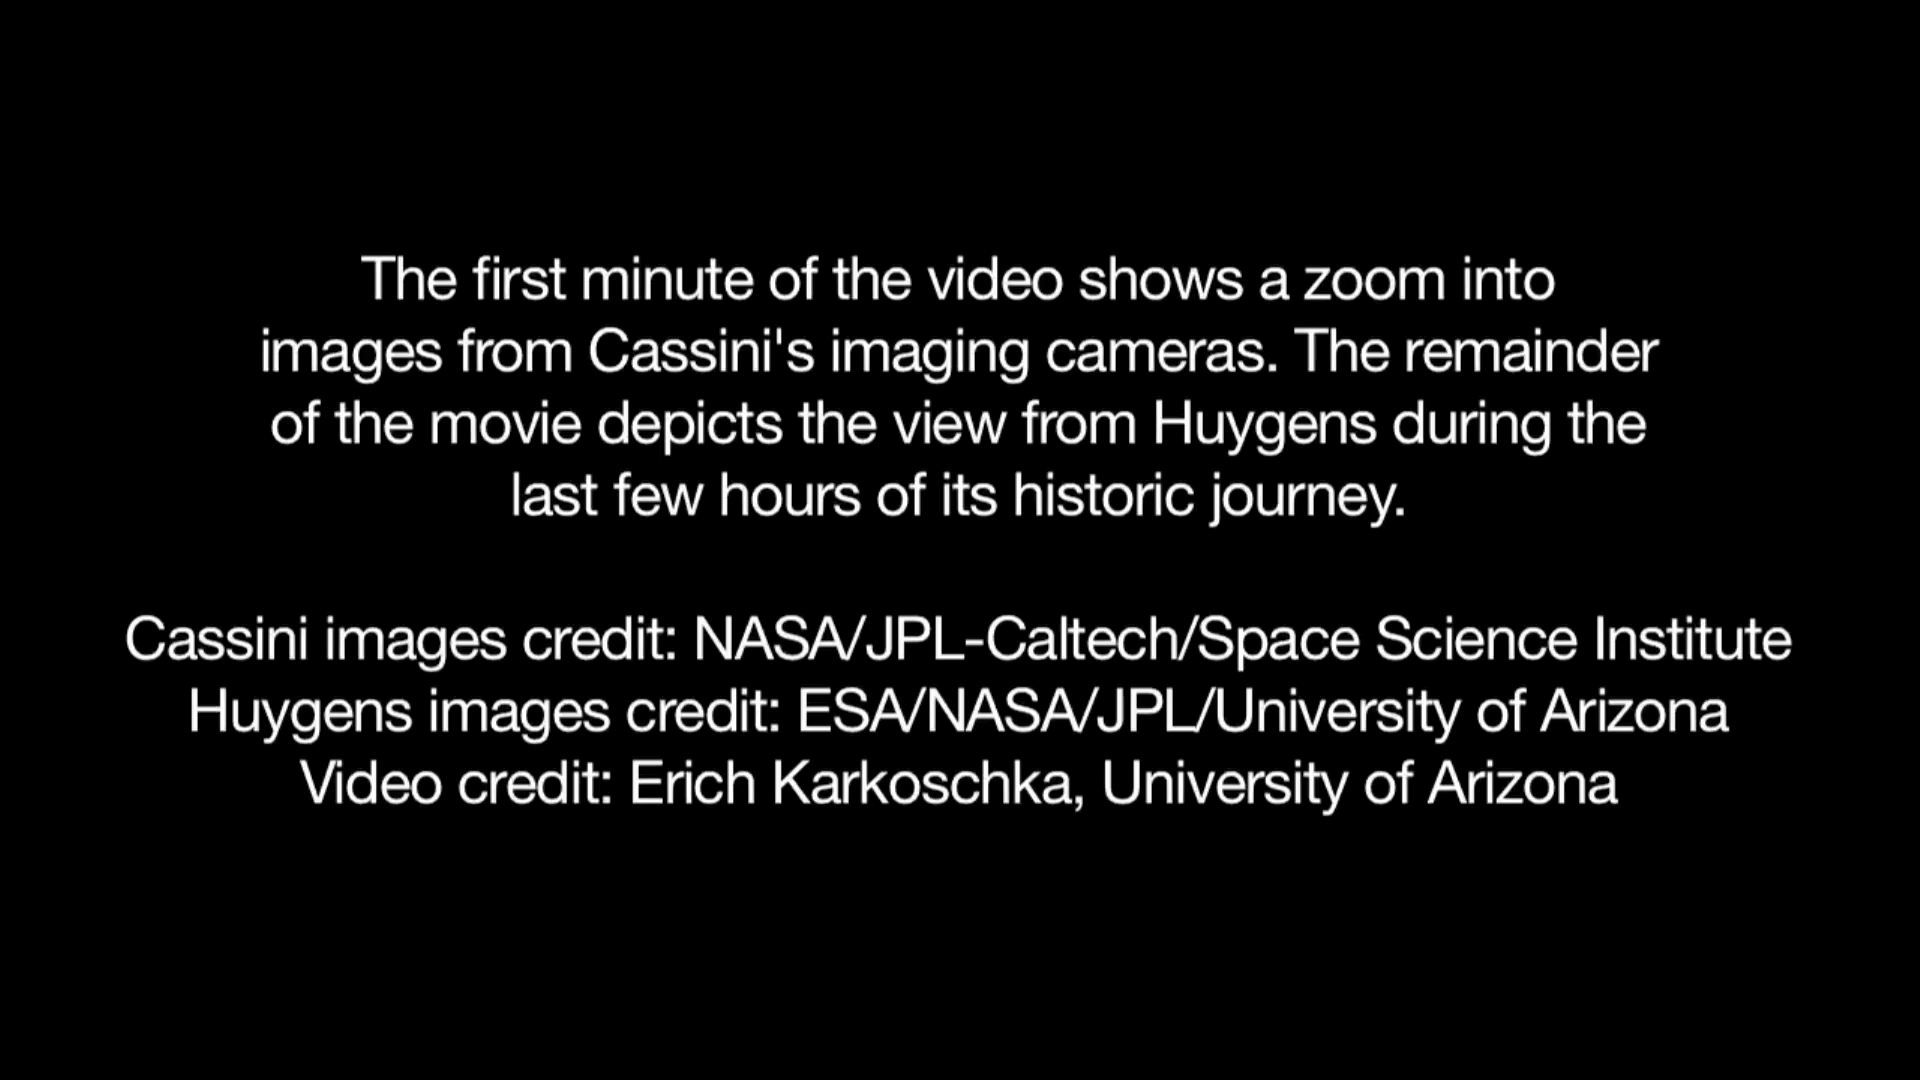 The first minute of the video shows a zoom into
images from Cassini's imaging cameras. The remainder
of the movie depicts the view from Huygens during the
last few hours of its historic journey.
Cassini images credit: NASA/JPL-Caltech/Space Science Institute
Huygens images credit: ESA/NASA/JPL/University of Arizona
Video credit: Erich Karkoschka, University of Arizona